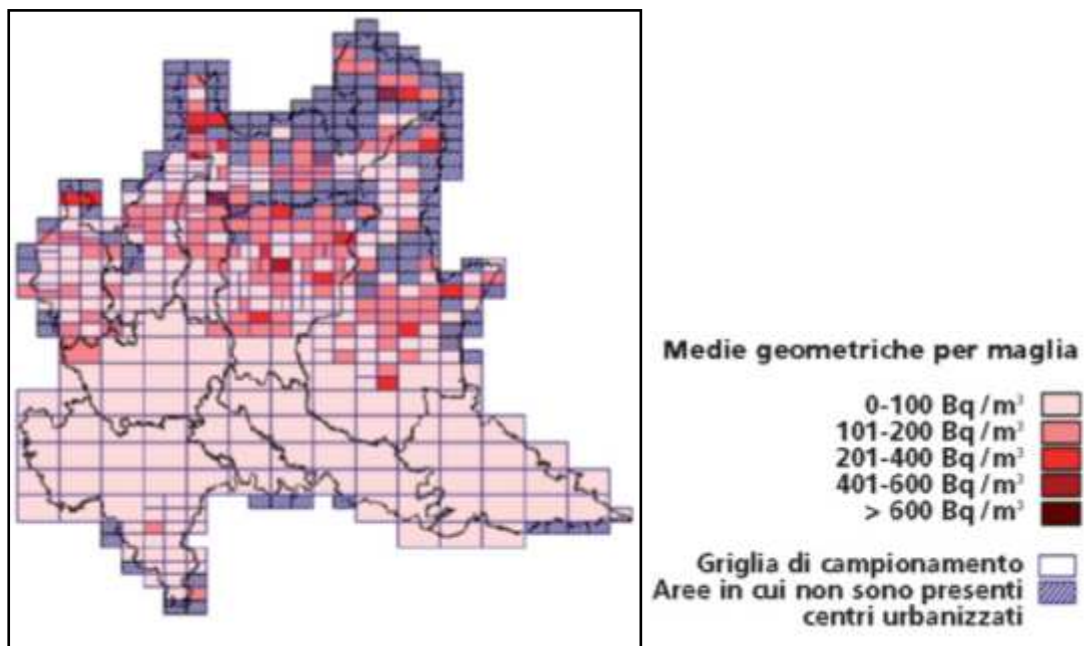 Medie geometriche per maglia
0-100 Bq/m³
101-200 Bq/m³
201-400 Bq/m³
401-600 Bq/m³
> 600 Bq/m³
Griglia di campionamento
Aree in cui non sono presenti
centri urbanizzati